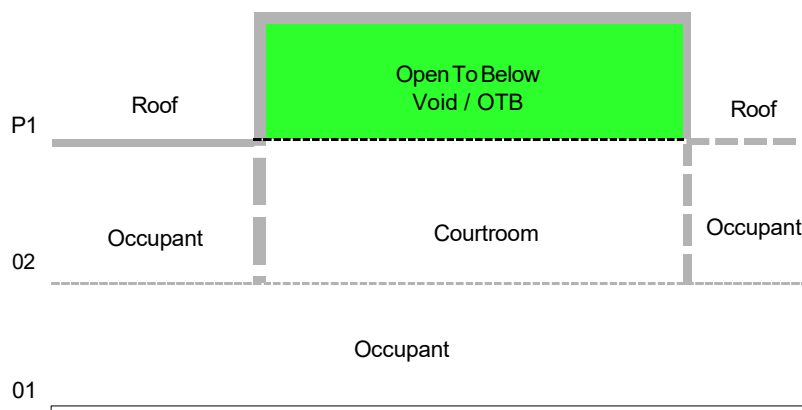 Open To Below
Void / OTB
Roof
Roof
P1
Occupant
Courtroom
Occupant
02
Occupant
01